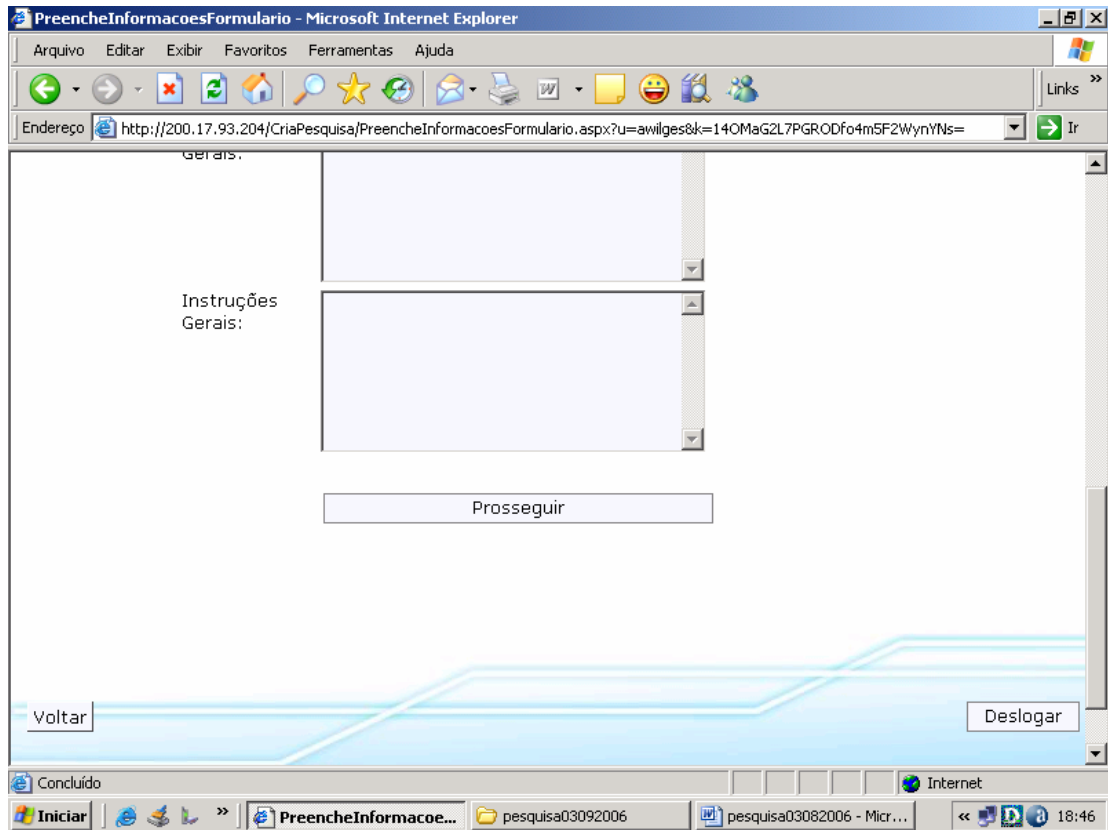 PreencheInformacoesFormulario - Microsoft Internet Explorer
Arquivo Editar Exibir Favoritos Ferramentas Ajuda
Links »
Endereço http://200.17.93.204/CriaPesquisa/PreencheInformacoesFormulario.aspx?u=awilges&k=14OMaG2L7PGRODfo4m5F2WynYNs= Ir
Gerais:
Instruções
Gerais:
Prosseguir
Voltar
Deslogar
Concluído Internet
Iniciar » PreencheInformacoe... pesquisa03092006 pesquisa03082006 - Micr... « 18:46